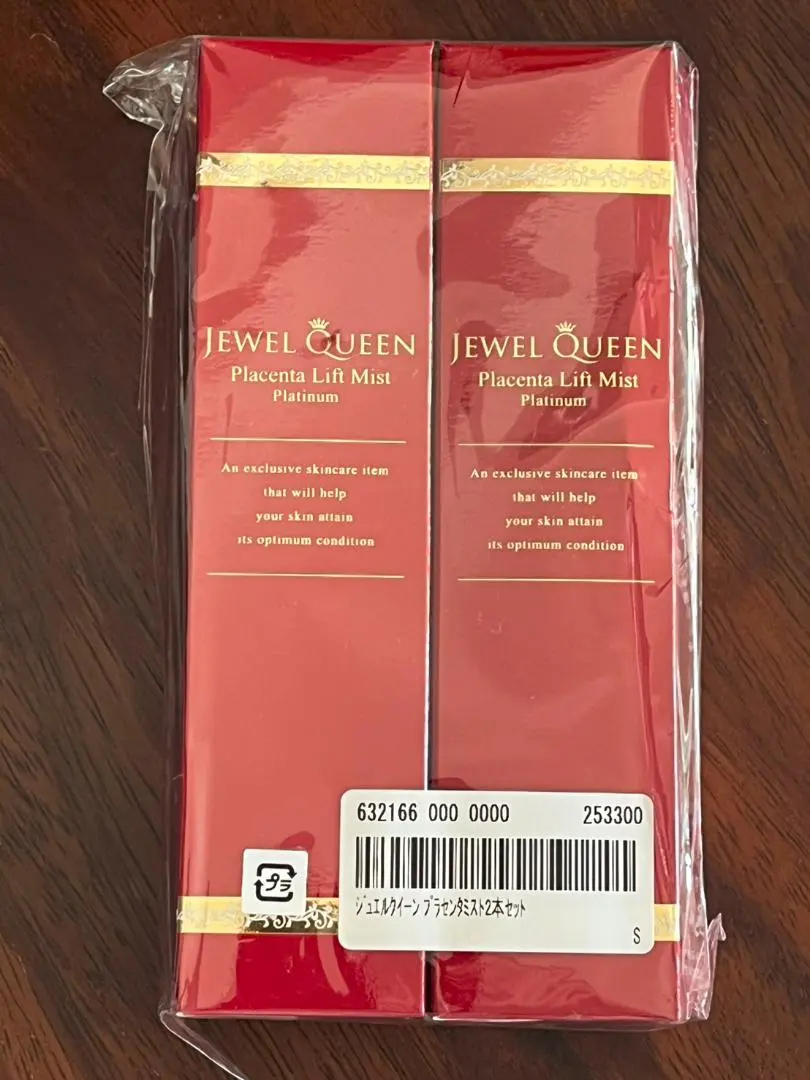 JEWEL QUEEN
Placenta Lift Mist
Platinum
An exclusive skincare item
that will help
your skin attain
its optimum condition
JEWEL QUEEN
Placenta Lift Mist
Platinum
An exclusive skincare item
that will help
your skin attain
its optimum condition
632166 000 0000 253300
ジュエルクイーン プラセンタミスト2本セット
S
プラ